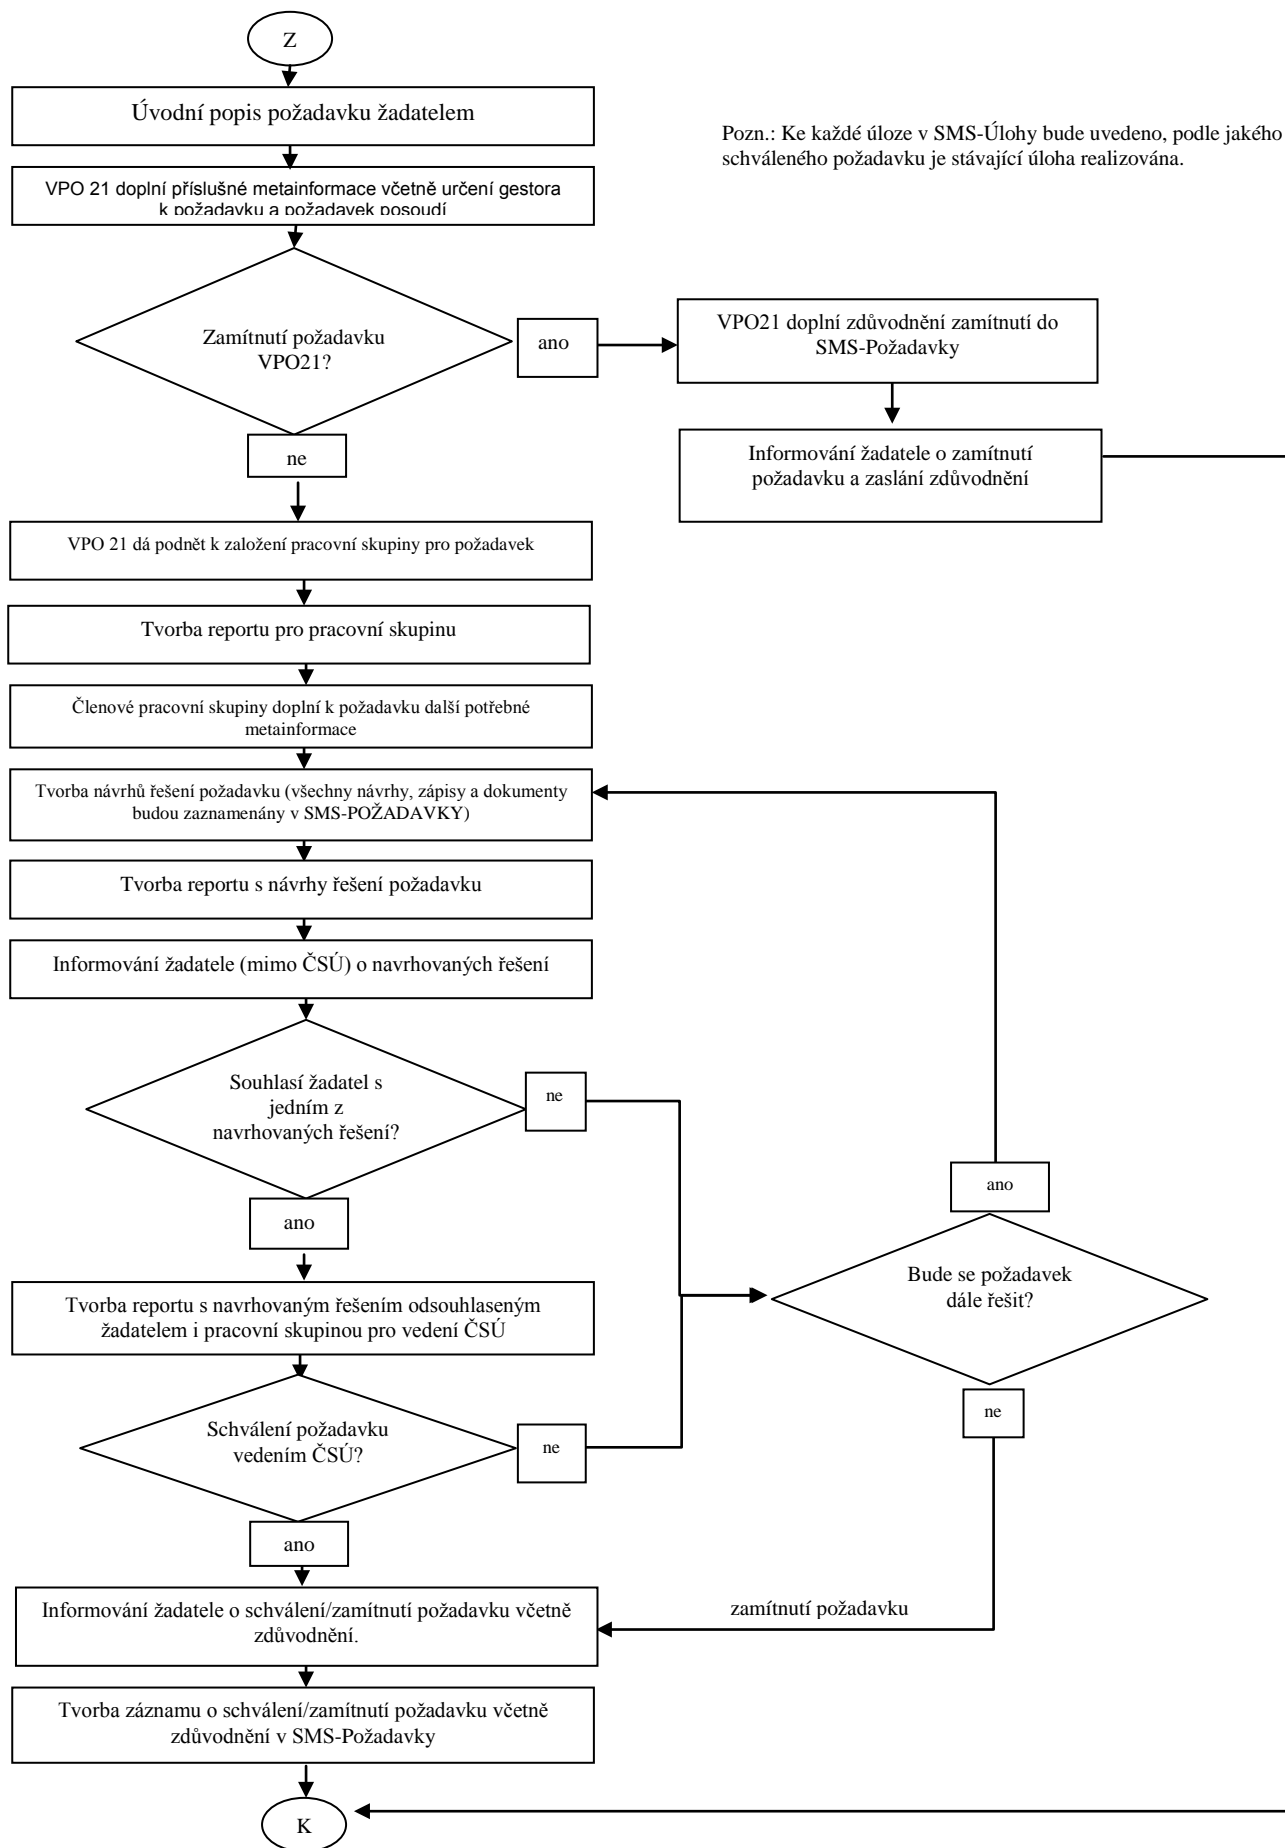 Z
Úvodní popis požadavku žadatelem
Pozn.: Ke každé úloze v SMS-Úlohy bude uvedeno, podle jakého
schváleného požadavku je stávající úloha realizována.
VPO 21 doplní příslušné metainformace včetně určení gestora
k požadavku a požadavek posoudí
Zamítnutí požadavku
VPO21?
ano
VPO21 doplní zdůvodnění zamítnutí do
SMS-Požadavky
ne
Informování žadatele o zamítnutí
požadavku a zaslání zdůvodnění
VPO 21 dá podnět k založení pracovní skupiny pro požadavek
Tvorba reportu pro pracovní skupinu
Členové pracovní skupiny doplní k požadavku další potřebné
metainformace
Tvorba návrhů řešení požadavku (všechny návrhy, zápisy a dokumenty
budou zaznamenány v SMS-POŽADAVKY)
Tvorba reportu s návrhy řešení požadavku
Informování žadatele (mimo ČSÚ) o navrhovaných řešení
Souhlasí žadatel s
jedním z
navrhovaných řešení?
ne
ano
ano
Bude se požadavek
dále řešit?
Tvorba reportu s navrhovaným řešením odsouhlaseným
žadatelem i pracovní skupinou pro vedení ČSÚ
ne
Schválení požadavku
vedením ČSÚ?
ne
ano
Informování žadatele o schválení/zamítnutí požadavku včetně
zdůvodnění.
zamítnutí požadavku
Tvorba záznamu o schválení/zamítnutí požadavku včetně
zdůvodnění v SMS-Požadavky
K